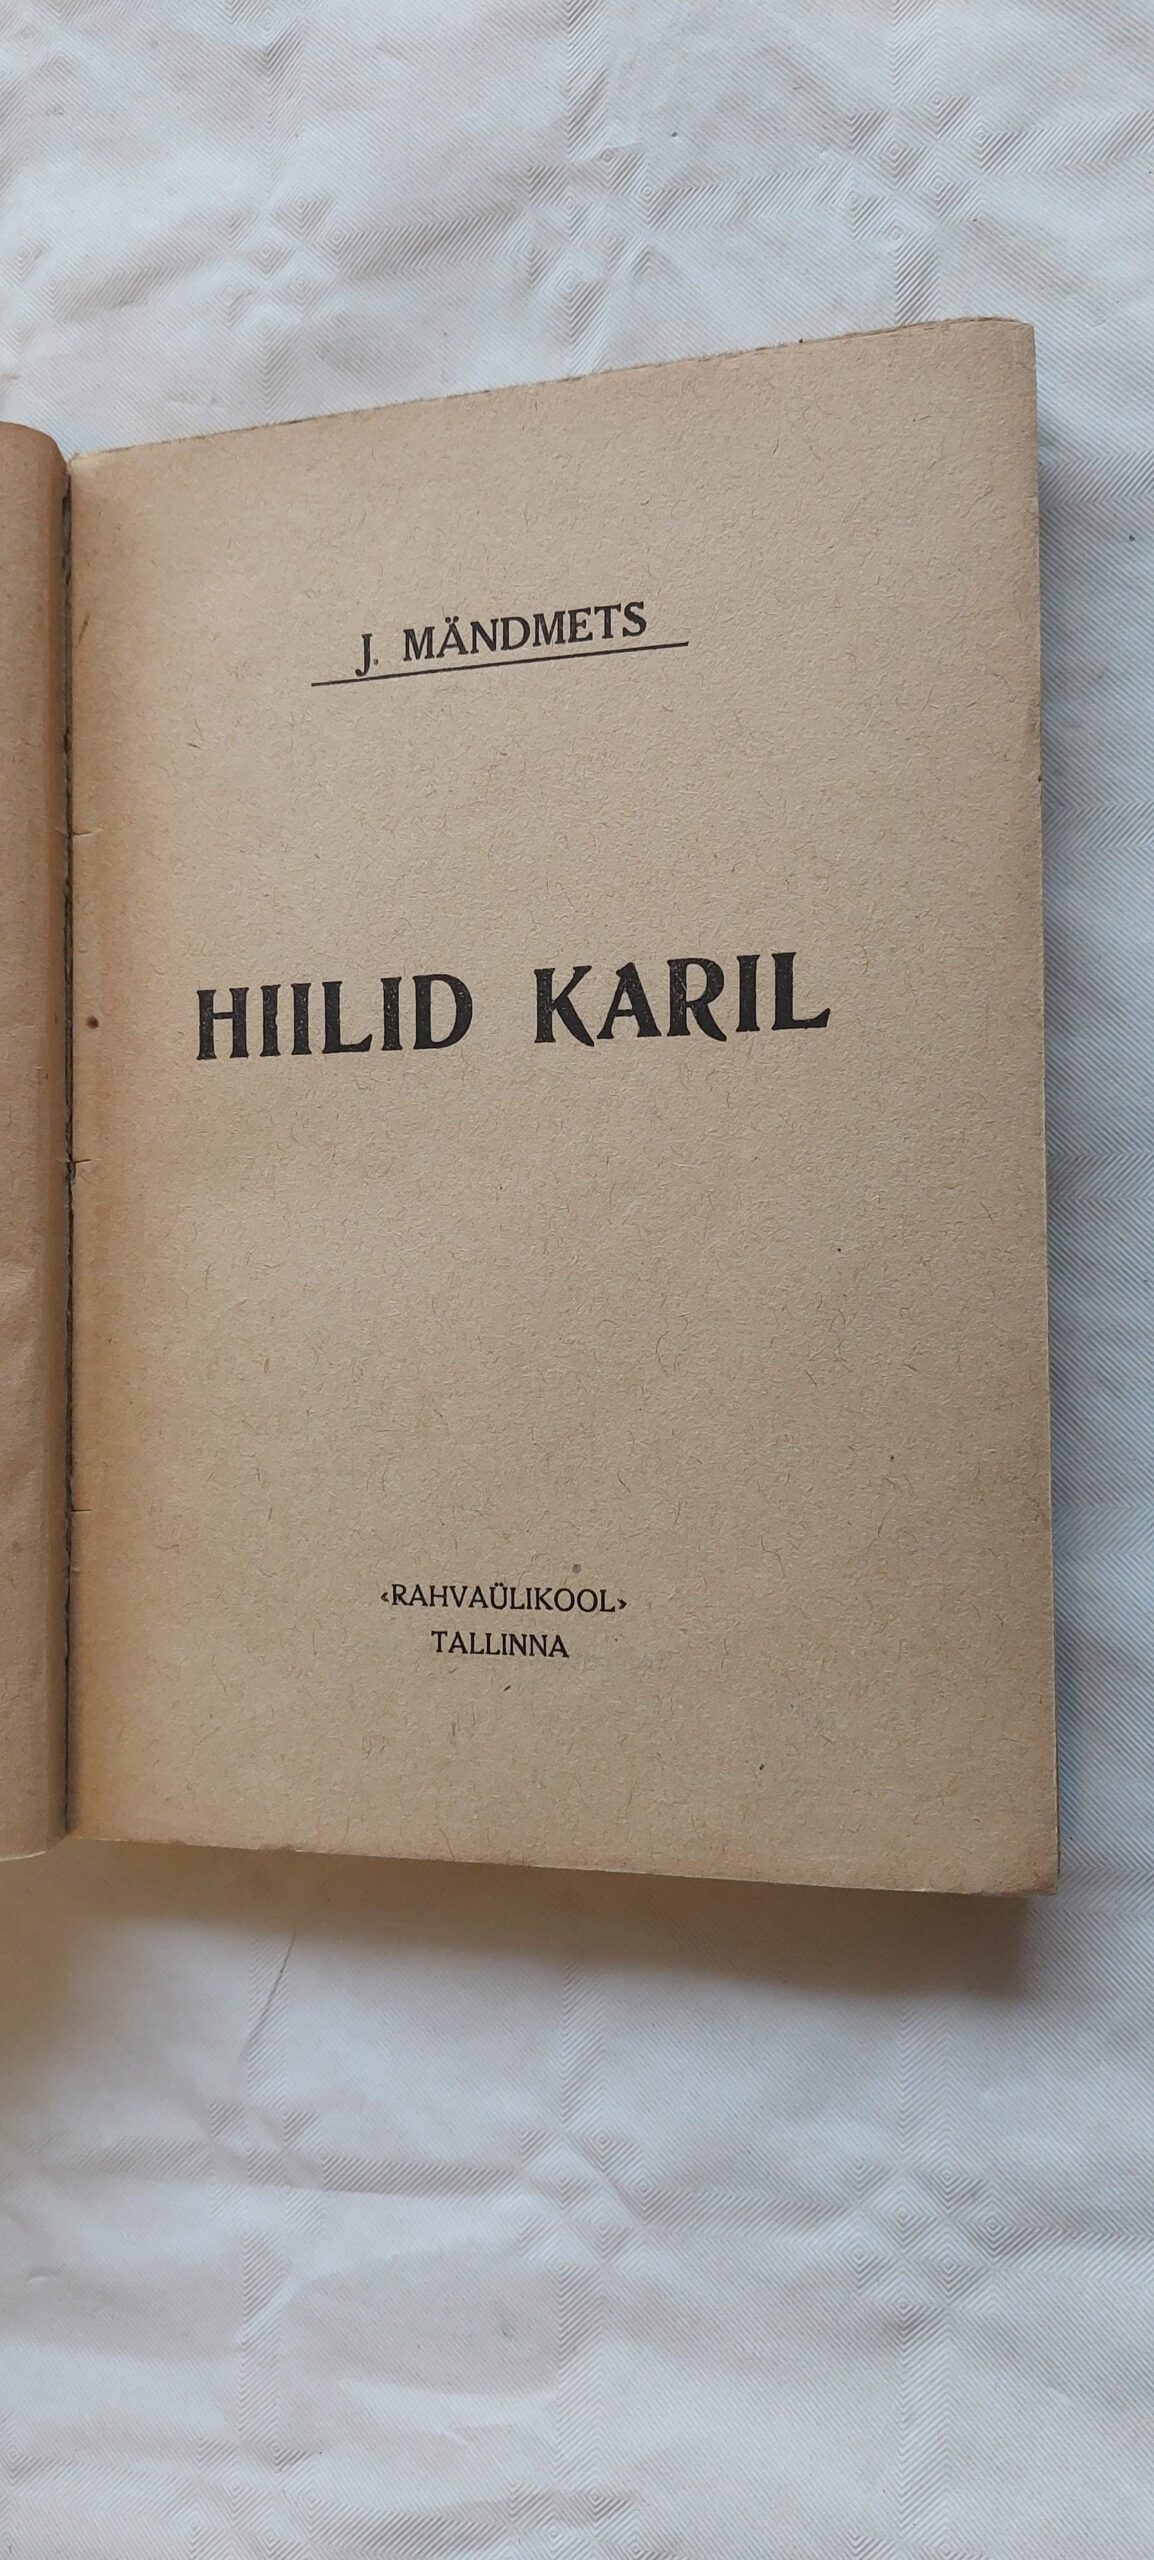 J. MÄNDMETS
HIILID KARIL
‹RAHVAÜLIKOOL›
TALLINNA